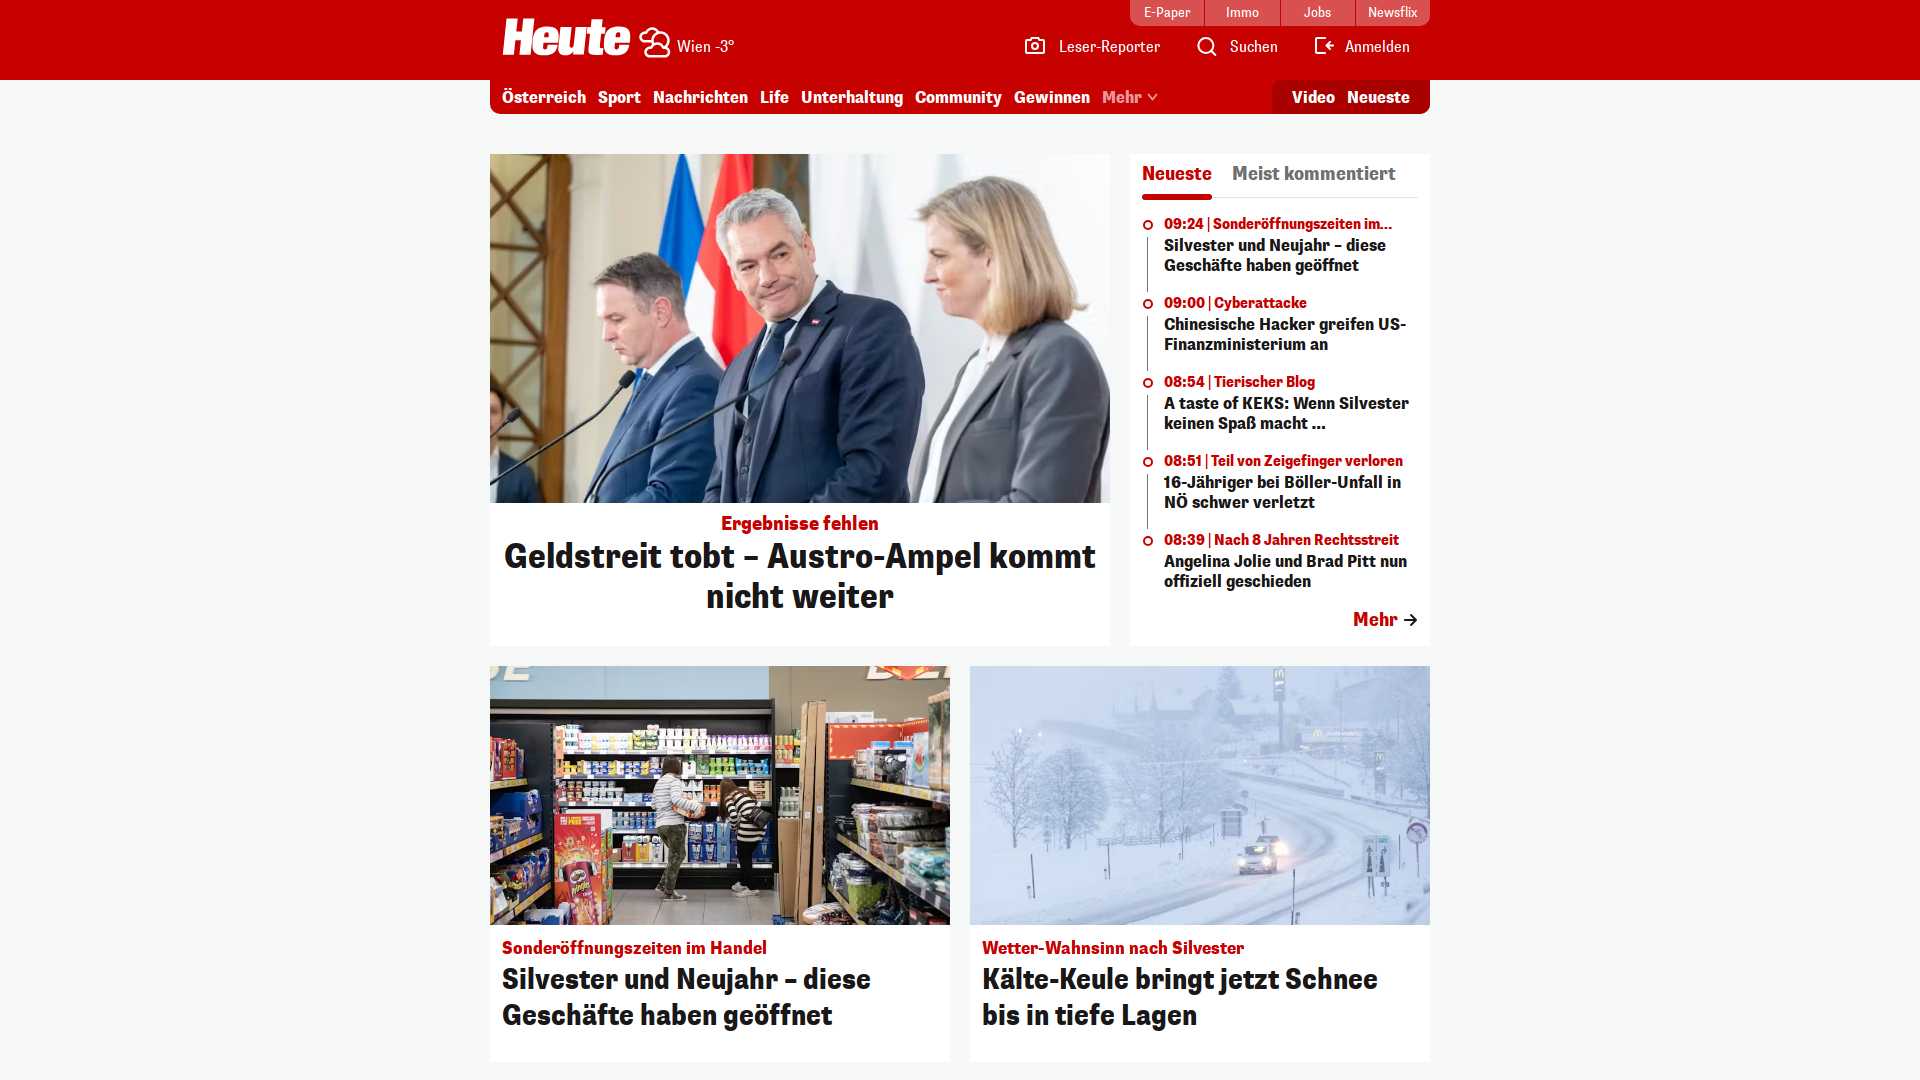 E-Paper
Immo
Jobs
Newsflix
Heute
Wien -3°
Leser-Reporter
Suchen
Anmelden
Österreich
Sport
Nachrichten
Life
Unterhaltung
Community
Gewinnen
Mehr
Video
Neueste
Ergebnisse fehlen
Geldstreit tobt – Austro-Ampel kommt
nicht weiter
Neueste
Meist kommentiert
09:24 | Sonderöffnungszeiten im...
Silvester und Neujahr – diese
Geschäfte haben geöffnet
09:00 | Cyberattacke
Chinesische Hacker greifen US-
Finanzministerium an
08:54 | Tierischer Blog
A taste of KEKS: Wenn Silvester
keinen Spaß macht ...
08:51 | Teil von Zeigefinger verloren
16-Jähriger bei Böller-Unfall in
NÖ schwer verletzt
08:39 | Nach 8 Jahren Rechtsstreit
Angelina Jolie und Brad Pitt nun
offiziell geschieden
Mehr
Pringles
Sonderöffnungszeiten im Handel
Silvester und Neujahr – diese
Geschäfte haben geöffnet
Wetter-Wahnsinn nach Silvester
Kälte-Keule bringt jetzt Schnee
bis in tiefe Lagen